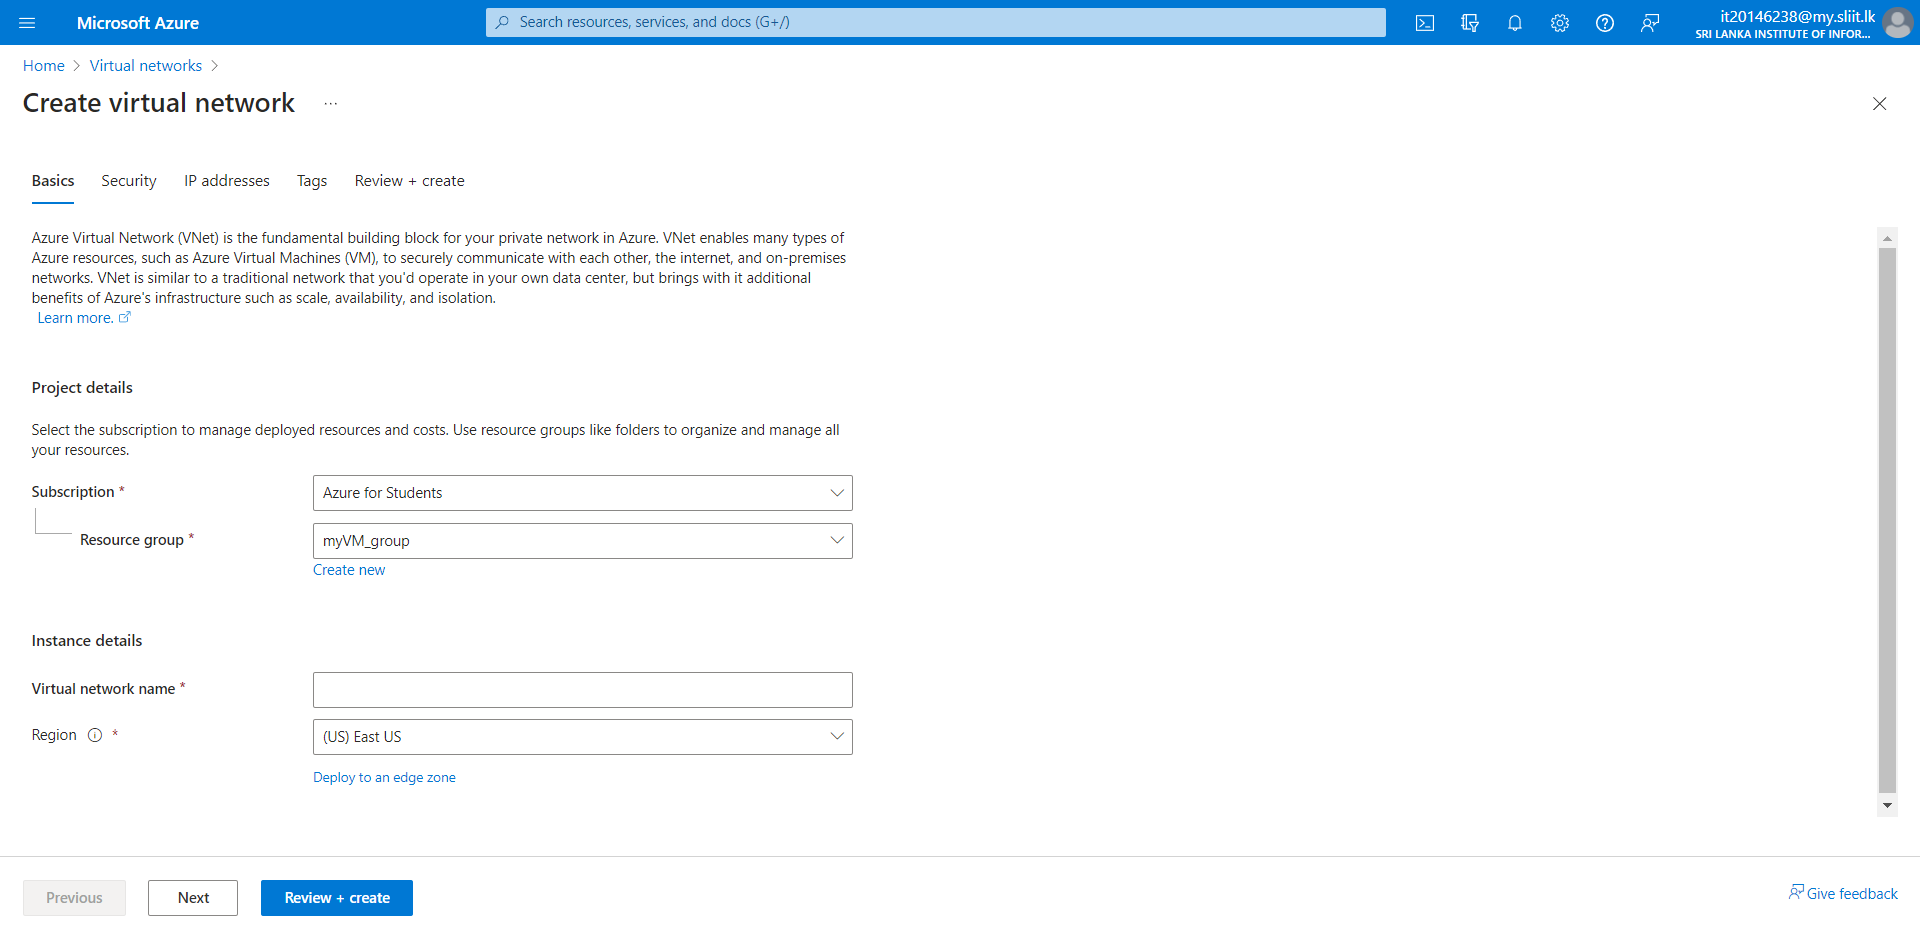 Microsoft Azure
Search resources, services, and docs (G+/)
it20146238@my.sliit.lk
SRI LANKA INSTITUTE OF INFOR...
Home > Virtual networks >
Create virtual network ...
Basics Security IP addresses Tags Review + create
Azure Virtual Network (VNet) is the fundamental building block for your private network in Azure. VNet enables many types of
Azure resources, such as Azure Virtual Machines (VM), to securely communicate with each other, the internet, and on-premises
networks. VNet is similar to a traditional network that you'd operate in your own data center, but brings with it additional
benefits of Azure's infrastructure such as scale, availability, and isolation.
Learn more.
Project details
Select the subscription to manage deployed resources and costs. Use resource groups like folders to organize and manage all
your resources.
Subscription * Azure for Students
Resource group * myVM_group
Create new
Instance details
Virtual network name *
Region * (US) East US
Deploy to an edge zone
Previous Next Review + create
Give feedback